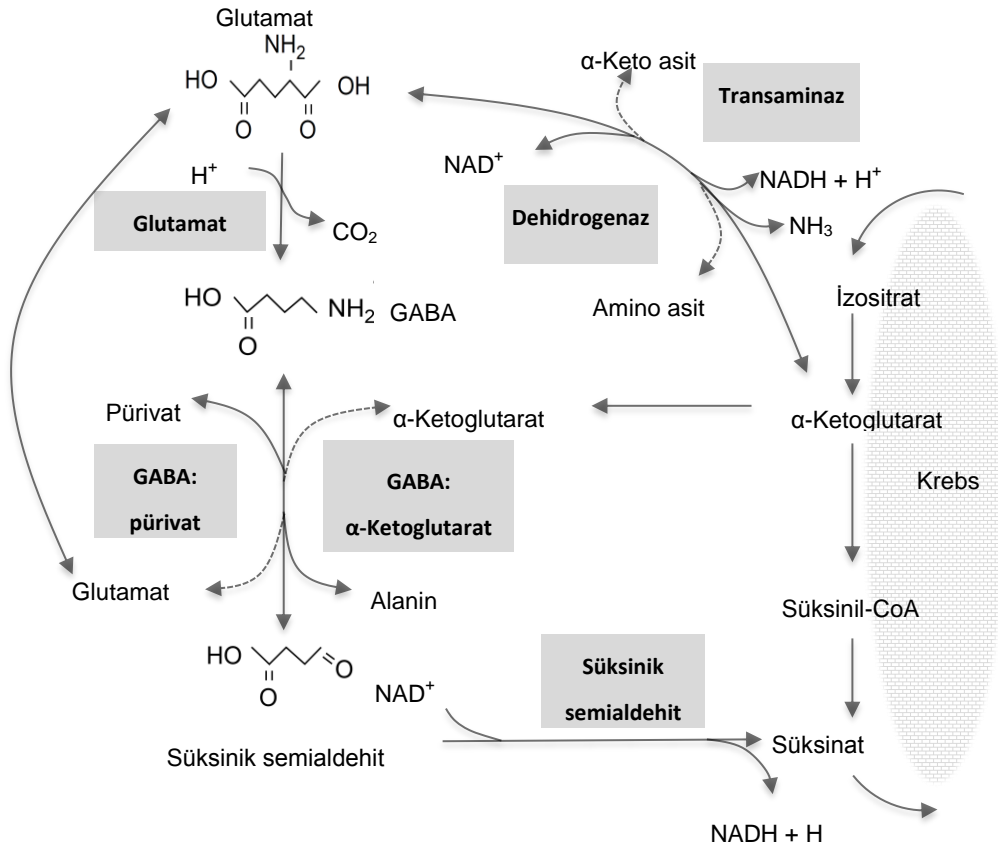 Glutamat
NH2
HO
OH
O
O
α-Keto asit
Transaminaz
NAD+
NADH + H+
H+
Glutamat
CO2
Dehidrogenaz
NH3
Amino asit
İzositrat
HO
NH2
GABA
O
Pürivat
α-Ketoglutarat
α-Ketoglutarat
GABA:
pürivat
GABA:
α-Ketoglutarat
Krebs
Glutamat
Alanin
Süksinil-CoA
HO
O
O
NAD+
Süksinik
semialdehit
Süksinik semialdehit
Süksinat
NADH + H